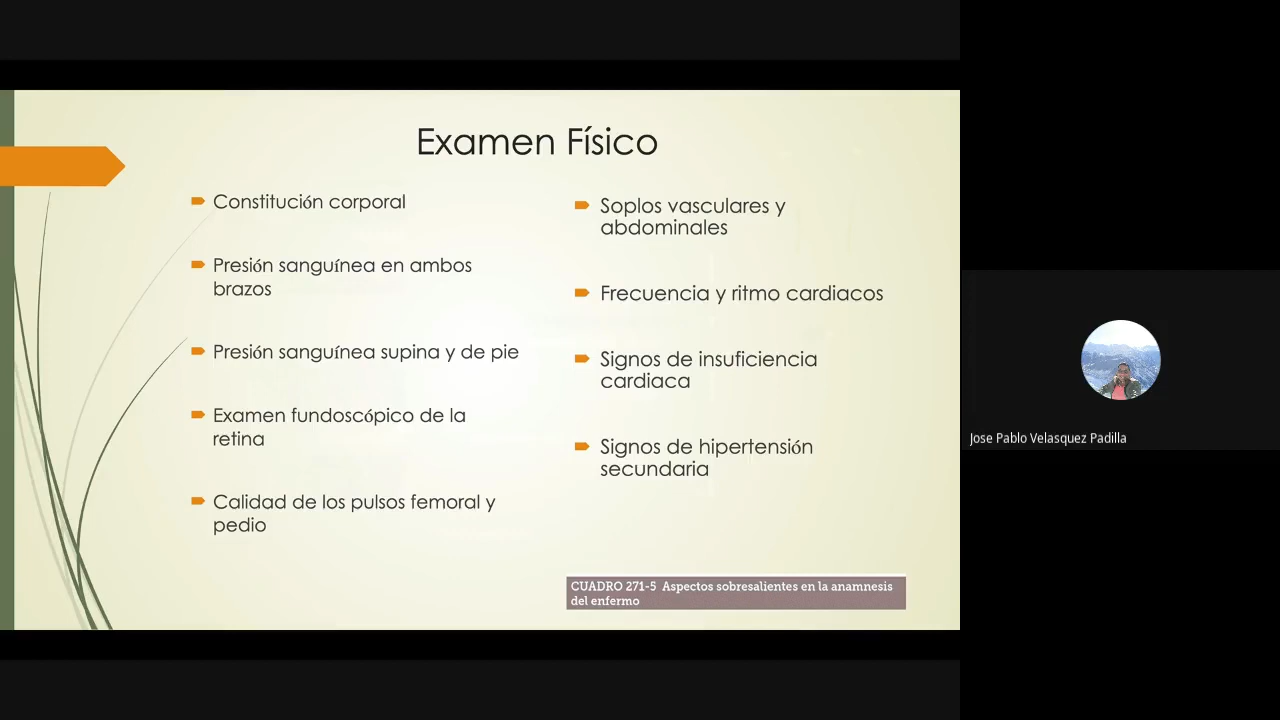 Examen Físico
Constitución corporal
Presión sanguínea en ambos
brazos
Presión sanguínea supina y de pie
Examen fundoscópico de la
retina
Calidad de los pulsos femoral y
pedio
Soplos vasculares y
abdominales
Frecuencia y ritmo cardiacos
Signos de insuficiencia
cardiaca
Signos de hipertensión
secundaria
CUADRO 271-5 Aspectos sobresalientes en la anamnesis
del enfermo
Jose Pablo Velasquez Padilla